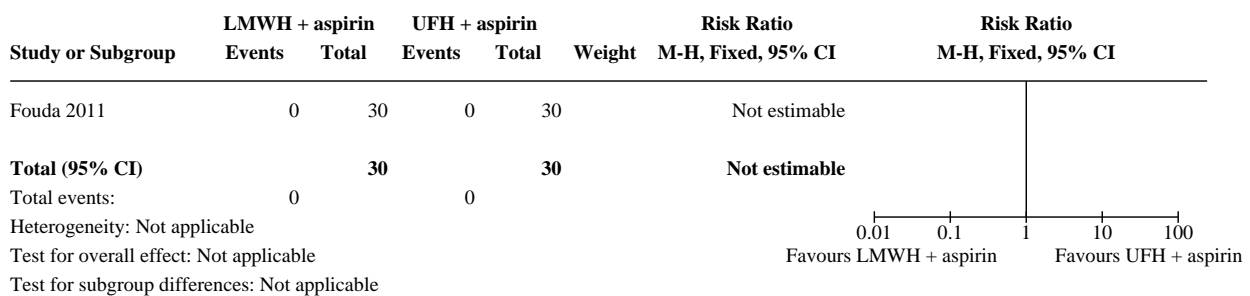 LMWH + aspirin UFH + aspirin Risk Ratio Risk Ratio
Study or Subgroup Events Total Events Total Weight M-H, Fixed, 95% CI M-H, Fixed, 95% CI
Fouda 2011 0 30 0 30 Not estimable
Total (95% CI) 30 30 Not estimable
Total events: 0 0
Heterogeneity: Not applicable
0.01 0.1 1 10 100
Test for overall effect: Not applicable Favours LMWH + aspirin Favours UFH + aspirin
Test for subgroup differences: Not applicable